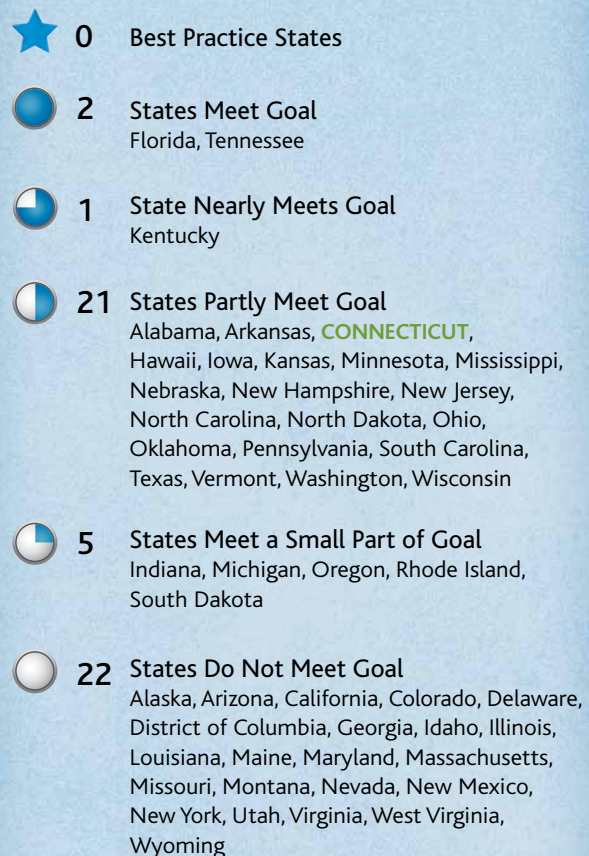 0 Best Practice States
2 States Meet Goal
Florida, Tennessee
1 State Nearly Meets Goal
Kentucky
21 States Partly Meet Goal
Alabama, Arkansas, CONNECTICUT,
Hawaii, Iowa, Kansas, Minnesota, Mississippi,
Nebraska, New Hampshire, New Jersey,
North Carolina, North Dakota, Ohio,
Oklahoma, Pennsylvania, South Carolina,
Texas, Vermont, Washington, Wisconsin
5 States Meet a Small Part of Goal
Indiana, Michigan, Oregon, Rhode Island,
South Dakota
22 States Do Not Meet Goal
Alaska, Arizona, California, Colorado, Delaware,
District of Columbia, Georgia, Idaho, Illinois,
Louisiana, Maine, Maryland, Massachusetts,
Missouri, Montana, Nevada, New Mexico,
New York, Utah, Virginia, West Virginia,
Wyoming